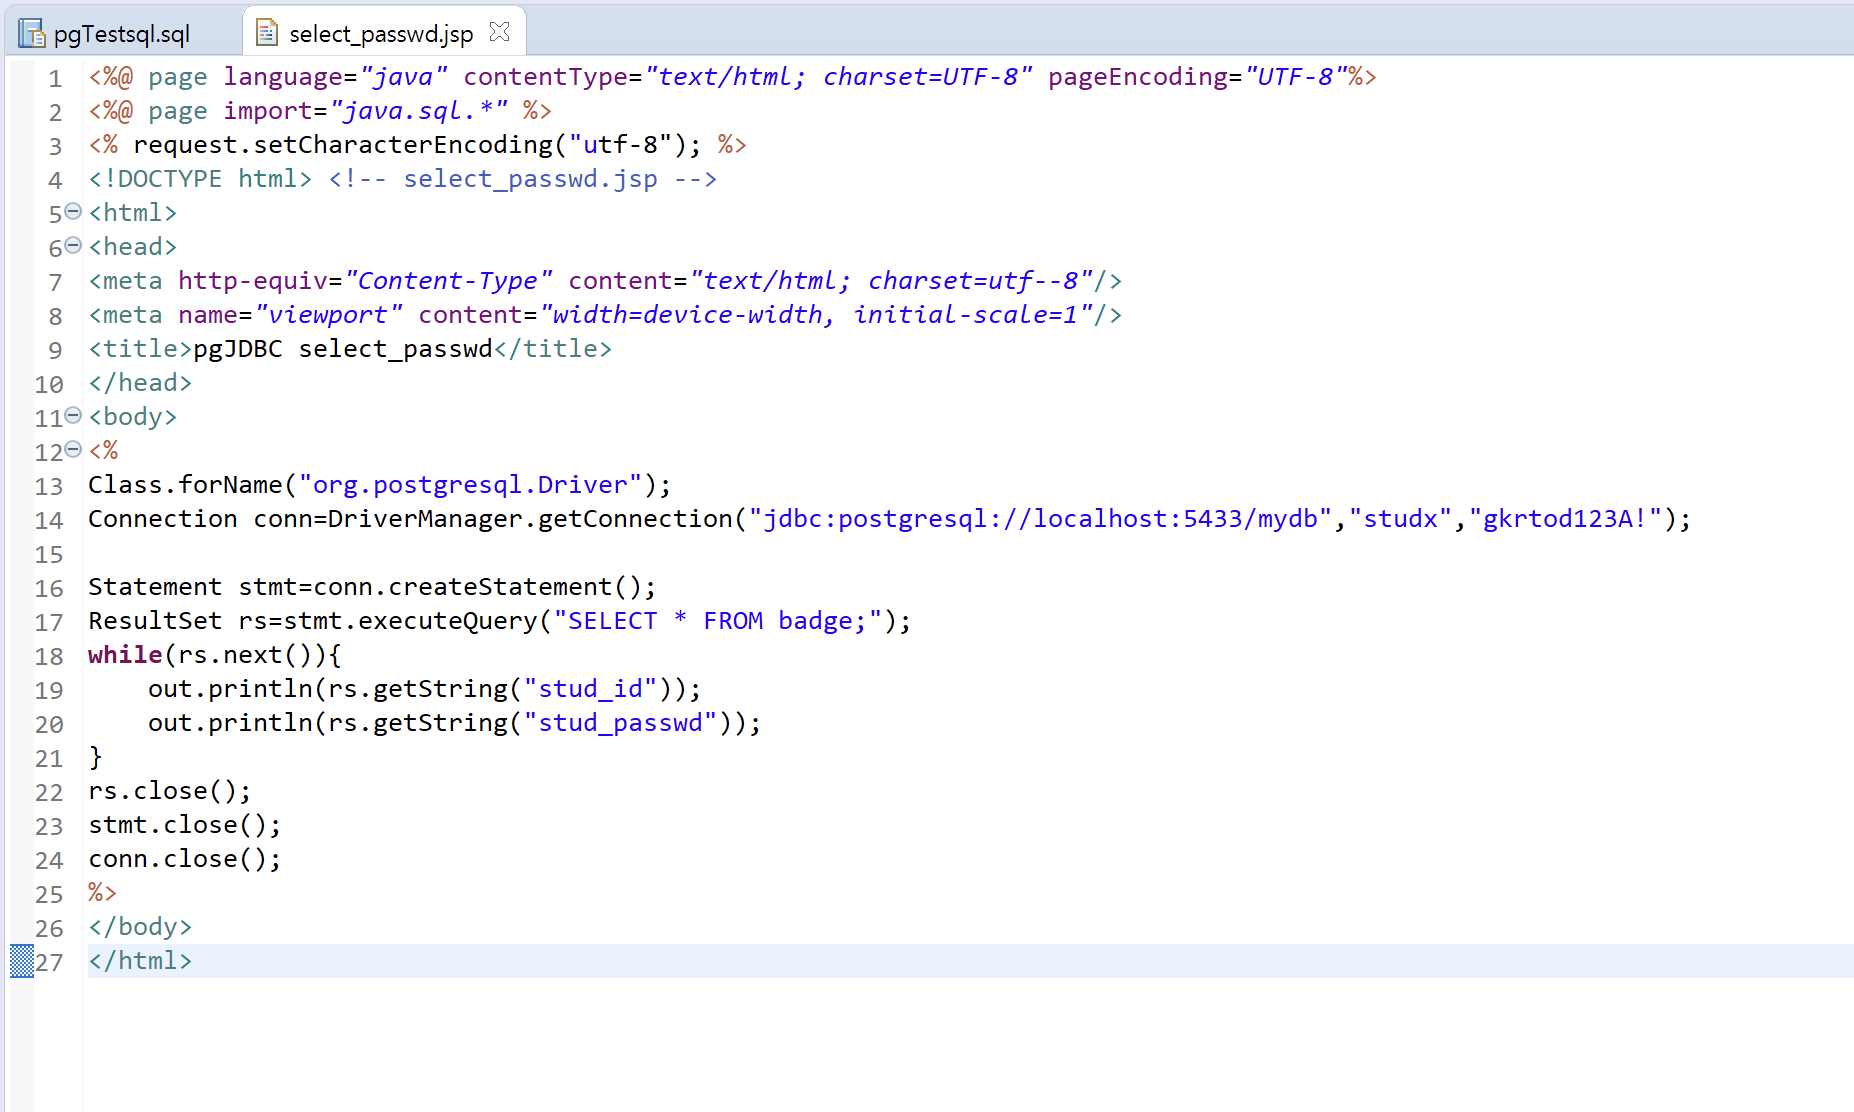 pgTestsql.sql
select_passwd.jsp
1 <%@ page language="java" contentType="text/html; charset=UTF-8" pageEncoding="UTF-8"%>
2 <%@ page import="java.sql.*" %>
3 <% request.setCharacterEncoding("utf-8"); %>
4 <!DOCTYPE html> <!-- select_passwd.jsp -->
5 <html>
6 <head>
7 <meta http-equiv="Content-Type" content="text/html; charset=utf--8"/>
8 <meta name="viewport" content="width=device-width, initial-scale=1"/>
9 <title>pgJDBC select_passwd</title>
10 </head>
11 <body>
12 <%
13 Class.forName("org.postgresql.Driver");
14 Connection conn=DriverManager.getConnection("jdbc:postgresql://localhost:5433/mydb","studx","gkrtod123A!");
15
16 Statement stmt=conn.createStatement();
17 ResultSet rs=stmt.executeQuery("SELECT * FROM badge;");
18 while(rs.next()){
19     out.println(rs.getString("stud_id"));
20     out.println(rs.getString("stud_passwd"));
21 }
22 rs.close();
23 stmt.close();
24 conn.close();
25 %>
26 </body>
27 </html>